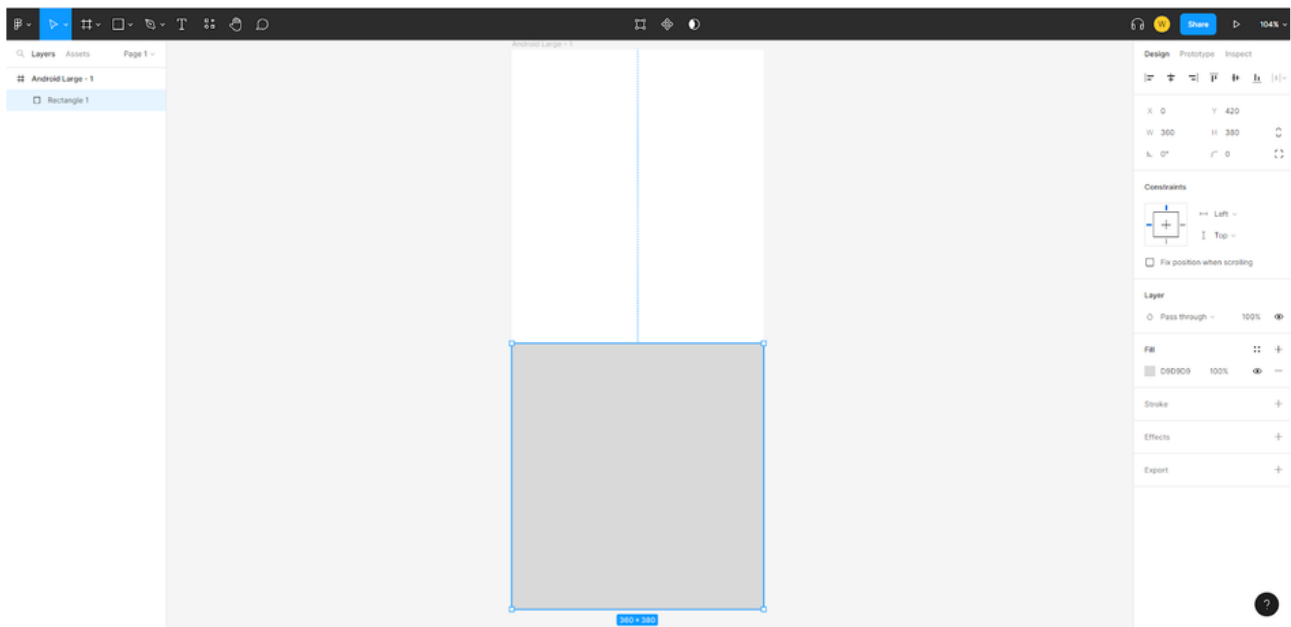 W Share 104%
Layers Assets Page 1
Android Large - 1
Rectangle 1
Android Large - 1
360 × 380
Design Prototype Inspect
X 0 Y 420
W 360 H 380
0° 0
Constraints
Left
Top
Fix position when scrolling
Layer
Pass through 100%
Fill
D9D9D9 100%
Stroke
Effects
Export
?